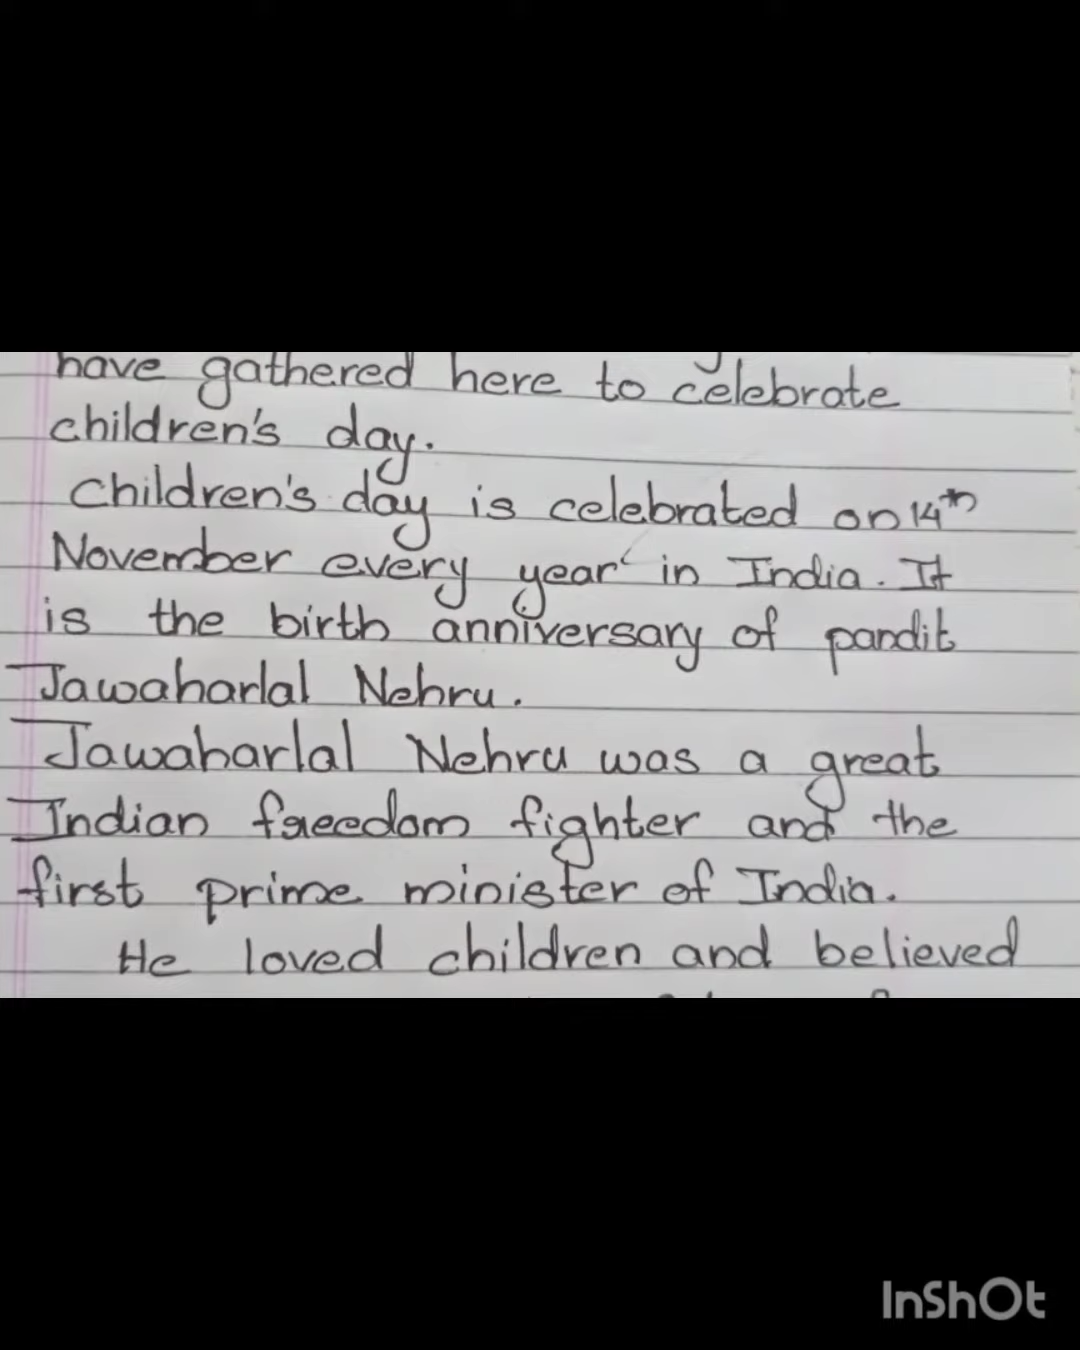 have gathered here to celebrate
children's day.
Children's day is celebrated on 14th
November every year in India. It
is the birth anniversary of pandit
Jawaharlal Nehru.
Jawaharlal Nehru was a great
Indian freedom fighter and the
first prime minister of India.
He loved children and believed
InShOt